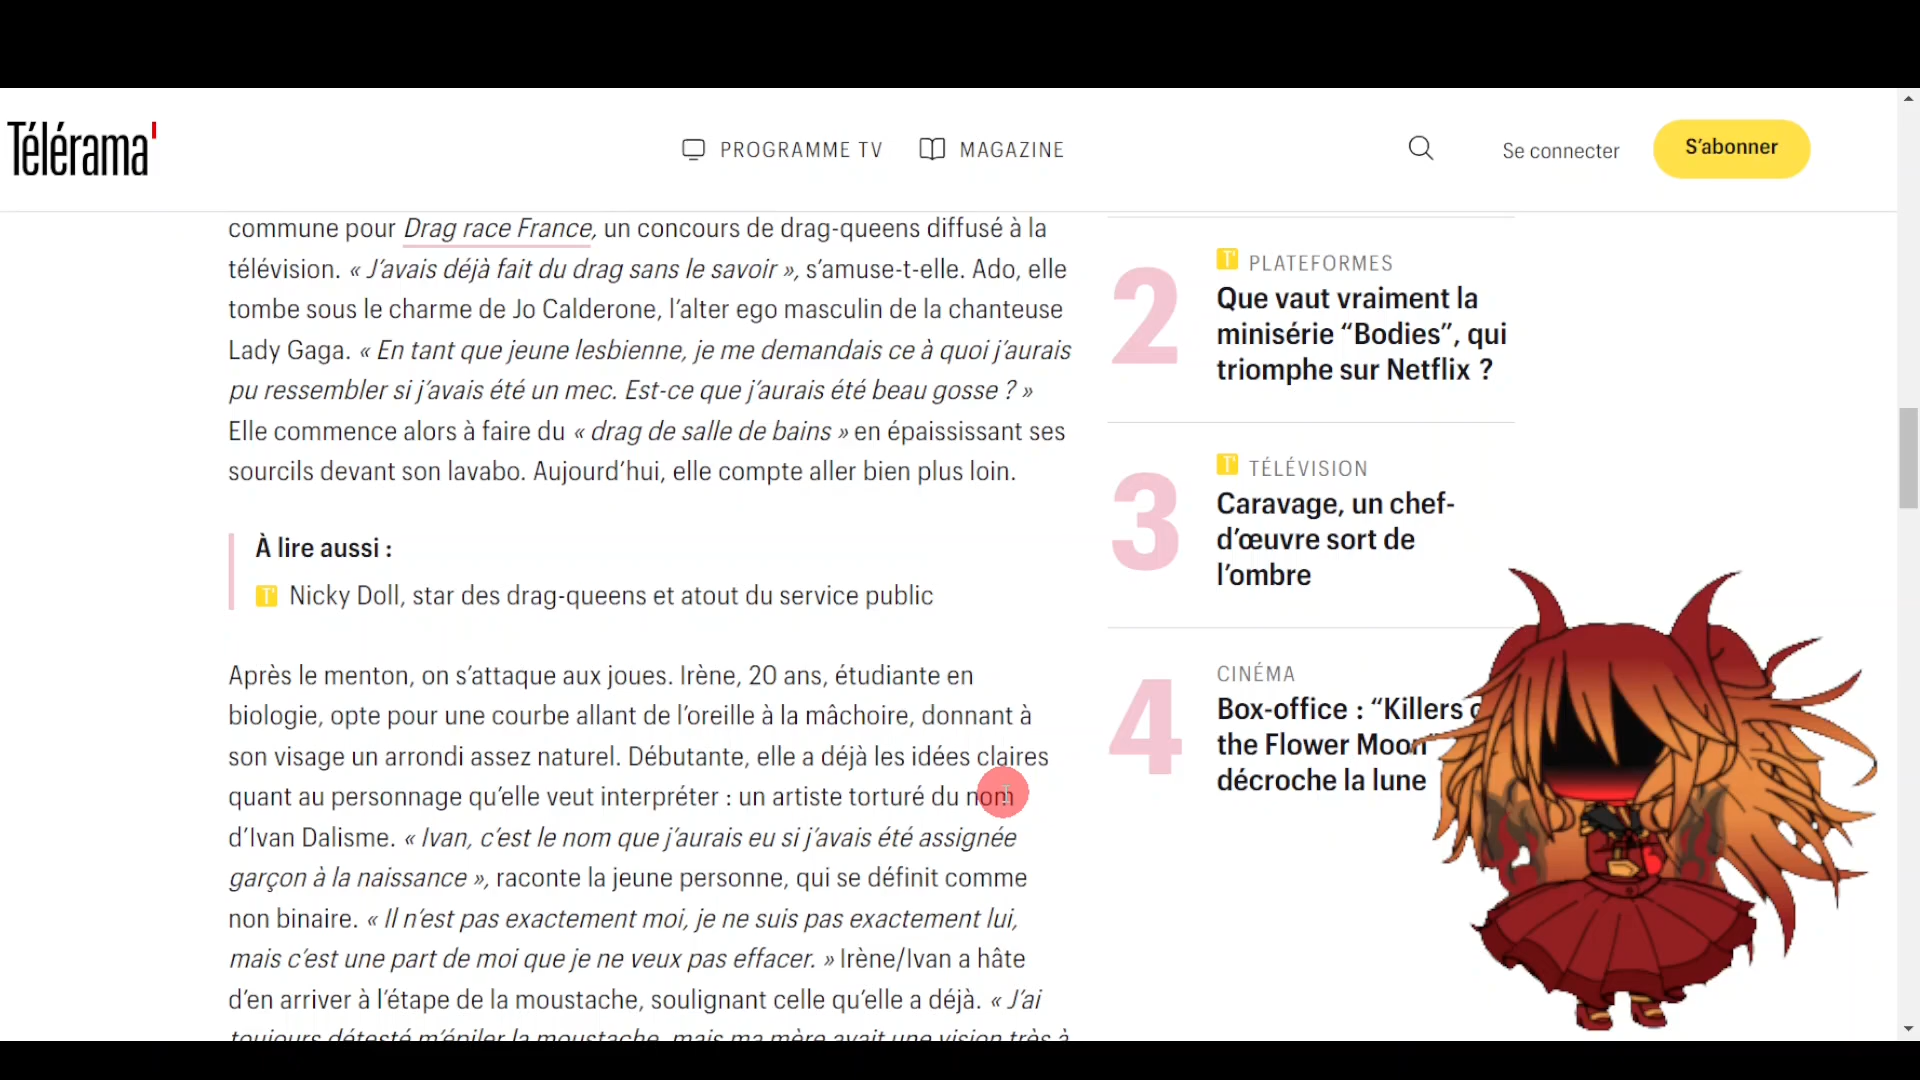 Télérama'
PROGRAMME TV
MAGAZINE
Se connecter
S'abonner
commune pour Drag race France, un concours de drag-queens diffusé à la
télévision. « J'avais déjà fait du drag sans le savoir », s'amuse-t-elle. Ado, elle
tombe sous le charme de Jo Calderone, l'alter ego masculin de la chanteuse
Lady Gaga. « En tant que jeune lesbienne, je me demandais ce à quoi j'aurais
pu ressembler si j'avais été un mec. Est-ce que j'aurais été beau gosse ? »
Elle commence alors à faire du « drag de salle de bains » en épaississant ses
sourcils devant son lavabo. Aujourd'hui, elle compte aller bien plus loin.
À lire aussi :
T' Nicky Doll, star des drag-queens et atout du service public
Après le menton, on s'attaque aux joues. Irène, 20 ans, étudiante en
biologie, opte pour une courbe allant de l'oreille à la mâchoire, donnant à
son visage un arrondi assez naturel. Débutante, elle a déjà les idées claires
quant au personnage qu'elle veut interpréter : un artiste torturé du nom
d'Ivan Dalisme. « Ivan, c'est le nom que j'aurais eu si j'avais été assignée
garçon à la naissance », raconte la jeune personne, qui se définit comme
non binaire. « Il n'est pas exactement moi, je ne suis pas exactement lui,
mais c'est une part de moi que je ne veux pas effacer. » Irène/Ivan a hâte
d'en arriver à l'étape de la moustache, soulignant celle qu'elle a déjà. « J'ai
toujours détesté m'épiler la moustache, mais ma mère avait une vision très à
2
T' PLATEFORMES
Que vaut vraiment la
minisérie “Bodies”, qui
triomphe sur Netflix ?
3
T' TÉLÉVISION
Caravage, un chef-
d'œuvre sort de
l'ombre
4
CINÉMA
Box-office : “Killers
the Flower Moon
décroche la lune